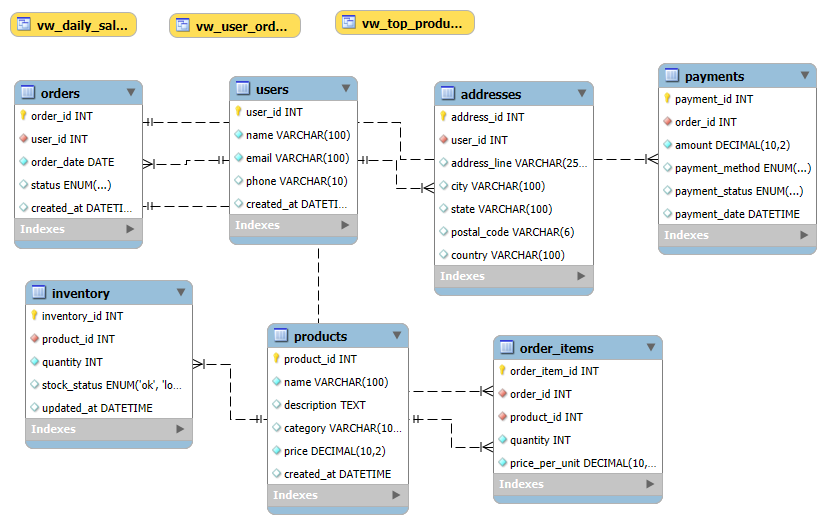 vw_daily_sal...
vw_user_ord...
vw_top_produ...
orders
order_id INT
user_id INT
order_date DATE
status ENUM(...)
created_at DATETI...
Indexes
users
user_id INT
name VARCHAR(100)
email VARCHAR(100)
phone VARCHAR(10)
created_at DATETI...
Indexes
addresses
address_id INT
user_id INT
address_line VARCHAR(25...
city VARCHAR(100)
state VARCHAR(100)
postal_code VARCHAR(6)
country VARCHAR(100)
Indexes
payments
payment_id INT
order_id INT
amount DECIMAL(10,2)
payment_method ENUM(...)
payment_status ENUM(...)
payment_date DATETIME
Indexes
inventory
inventory_id INT
product_id INT
quantity INT
stock_status ENUM('ok', 'lo...
updated_at DATETIME
Indexes
products
product_id INT
name VARCHAR(100)
description TEXT
category VARCHAR(10...
price DECIMAL(10,2)
created_at DATETIME
Indexes
order_items
order_item_id INT
order_id INT
product_id INT
quantity INT
price_per_unit DECIMAL(10,...
Indexes